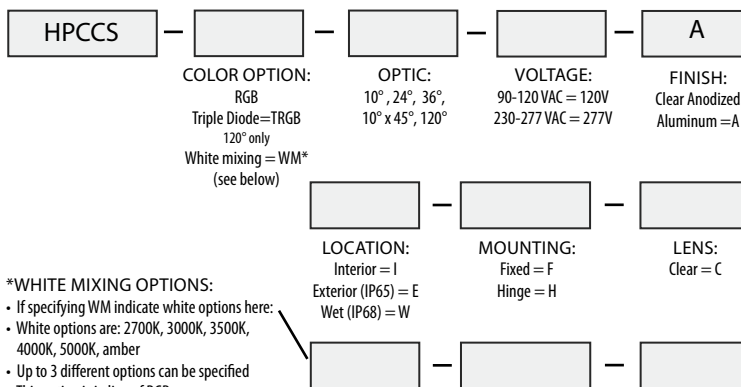 HPCCS — — — — A
COLOR OPTION:
RGB
Triple Diode=TRGB
120° only
White mixing = WM*
(see below)
OPTIC:
10°, 24°, 36°,
10° x 45°, 120°
VOLTAGE:
90-120 VAC = 120V
230-277 VAC = 277V
FINISH:
Clear Anodized
Aluminum =A
— —
LOCATION:
Interior = I
Exterior (IP65) = E
Wet (IP68) = W
MOUNTING:
Fixed = F
Hinge = H
LENS:
Clear = C
*WHITE MIXING OPTIONS:
• If specifying WM indicate white options here:
• White options are: 2700K, 3000K, 3500K,
4000K, 5000K, amber
• Up to 3 different options can be specified
— —